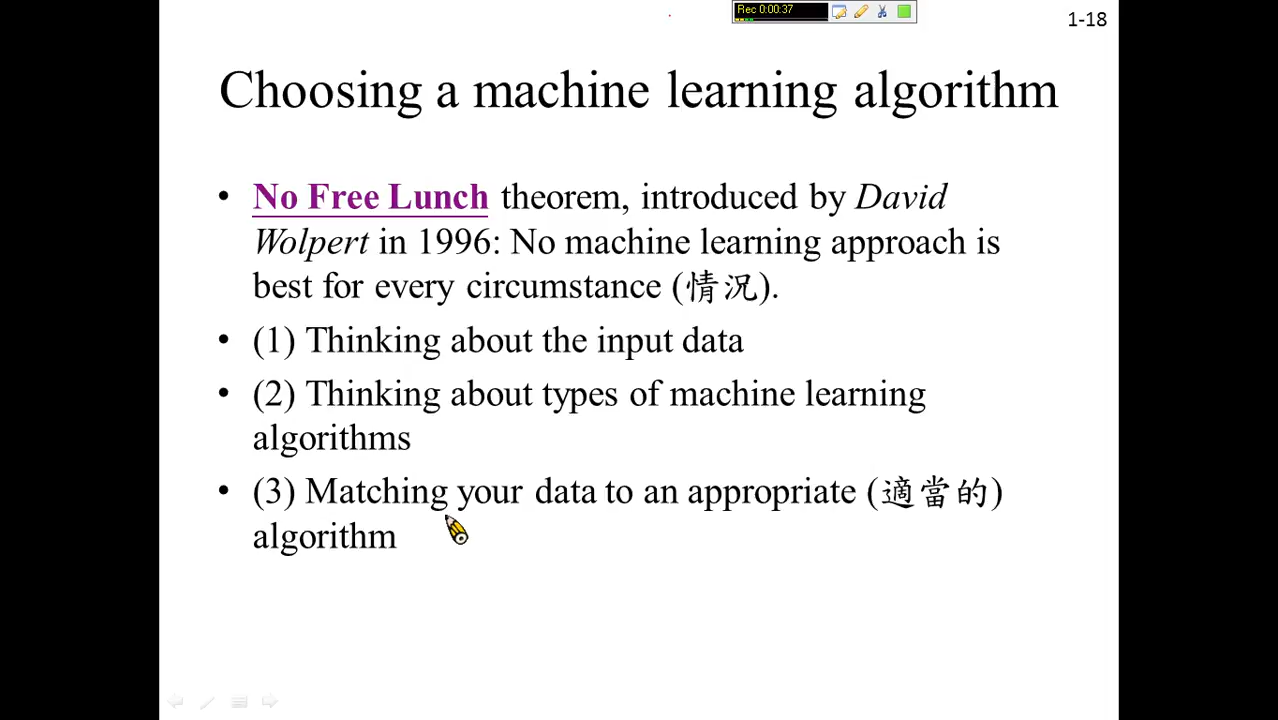 Rec 0:00:37
1-18
Choosing a machine learning algorithm
• No Free Lunch theorem, introduced by David
Wolpert in 1996: No machine learning approach is
best for every circumstance (情況).
• (1) Thinking about the input data
• (2) Thinking about types of machine learning
algorithms
• (3) Matching your data to an appropriate (適當的)
algorithm